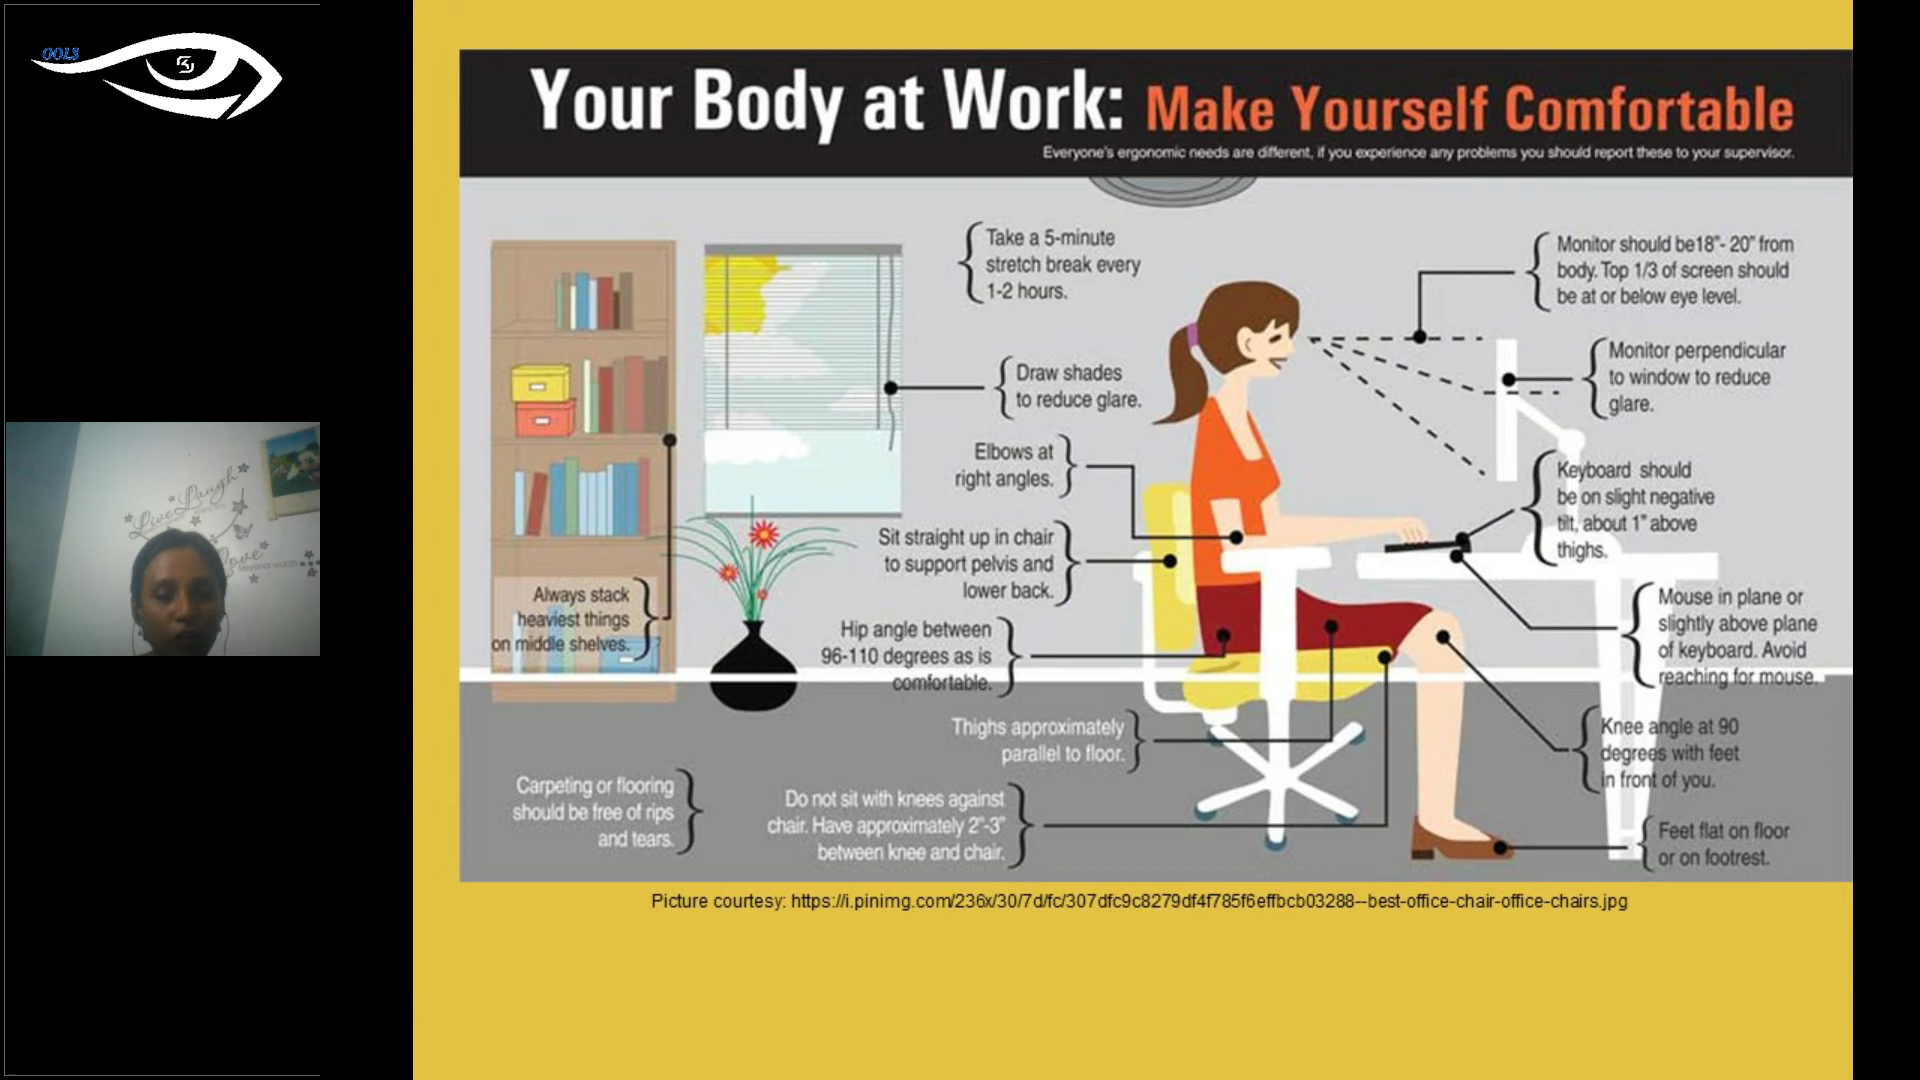 OOLS
Live Laugh
Love
beyond words
Your Body at Work: Make Yourself Comfortable
Everyone's ergonomic needs are different, if you experience any problems you should report these to your supervisor.
Take a 5-minute
stretch break every
1-2 hours.
Monitor should be18"- 20" from
body. Top 1/3 of screen should
be at or below eye level.
Draw shades
to reduce glare.
Monitor perpendicular
to window to reduce
glare.
Elbows at
right angles.
Keyboard should
be on slight negative
tilt, about 1" above
thighs.
Sit straight up in chair
to support pelvis and
lower back.
Always stack
heaviest things
on middle shelves.
Hip angle between
96-110 degrees as is
comfortable.
Mouse in plane or
slightly above plane
of keyboard. Avoid
reaching for mouse.
Thighs approximately
parallel to floor.
Knee angle at 90
degrees with feet
in front of you.
Carpeting or flooring
should be free of rips
and tears.
Do not sit with knees against
chair. Have approximately 2"-3"
between knee and chair.
Feet flat on floor
or on footrest.
Picture courtesy: https://i.pinimg.com/236x/30/7d/fc/307dfc9c8279df4f785f6effbcb03288--best-office-chair-office-chairs.jpg